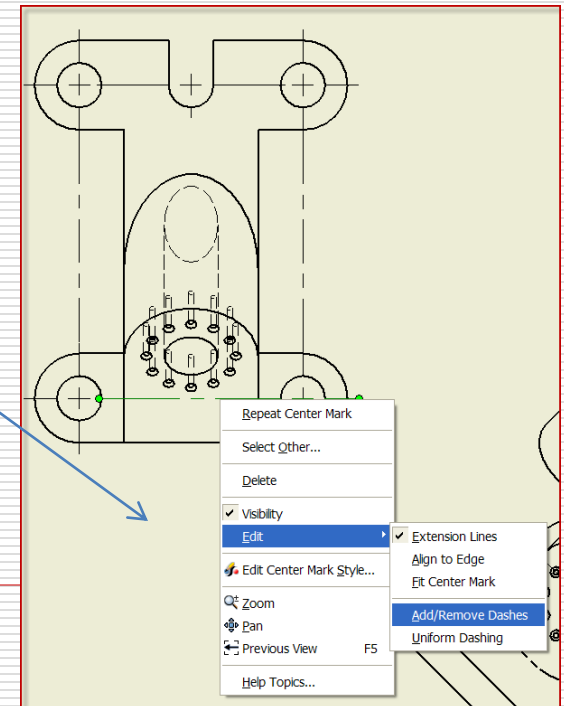 Repeat Center Mark
Select Other...
Delete
Visibility
Edit
Edit Center Mark Style...
Zoom
Pan
Previous View F5
Help Topics...
Extension Lines
Align to Edge
Fit Center Mark
Add/Remove Dashes
Uniform Dashing